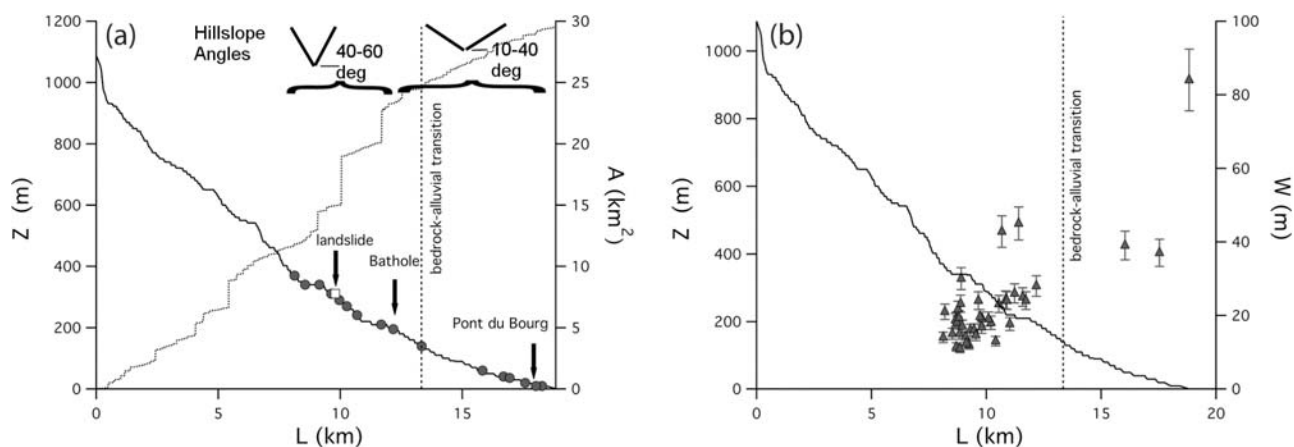 (a)
Hillslope
Angles
40-60
deg
10-40
deg
1200
1000
800
600
400
200
0
Z (m)
30
25
20
15
10
5
0
A (km2)
landslide
Bathole
Pont du Bourg
bedrock-alluvial transition
0 5 10 15
L (km)
(b)
1000
800
600
400
200
0
Z (m)
100
80
60
40
20
0
W (m)
bedrock-alluvial transition
0 5 10 15 20
L (km)